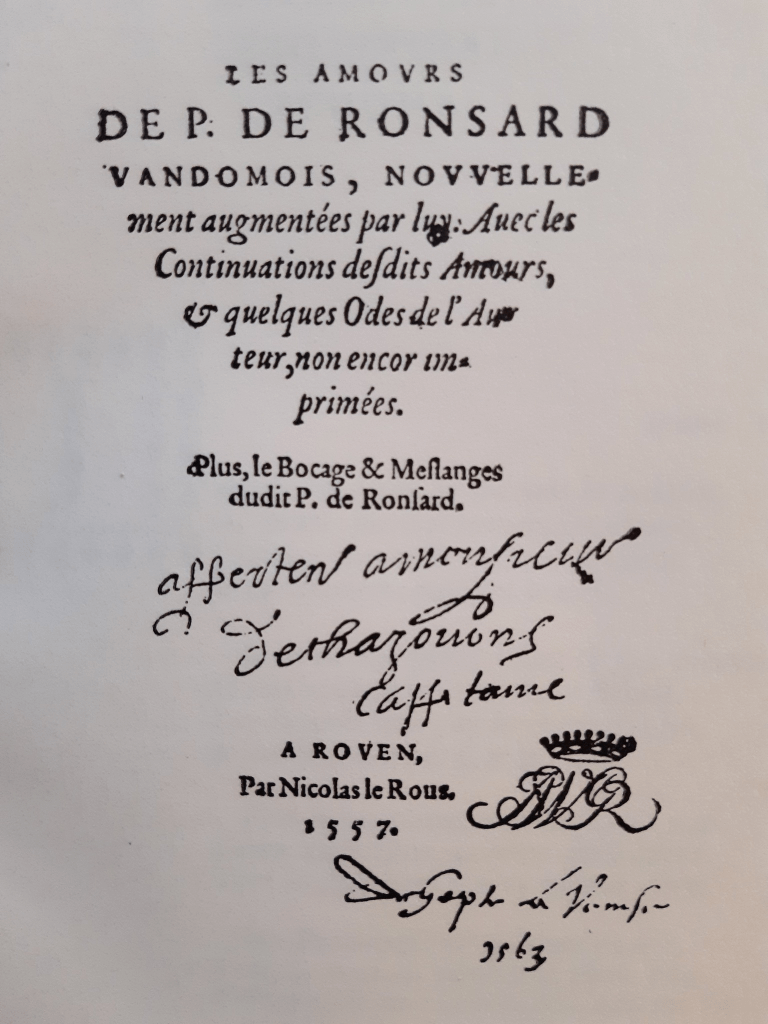 LES AMOVRS
DE P. DE RONSARD
VANDOMOIS, NOVVELLE-
ment augmentées par luy: Auec les
Continuations deſdits Amours,
& quelques Odes de l'Au-
teur, non encor im-
primées.
Plus, le Bocage & Meſlanges
dudit P. de Ronſard.
amonſieur
Cappitaine
A ROVEN,
Par Nicolas le Rous.
1557.
1563